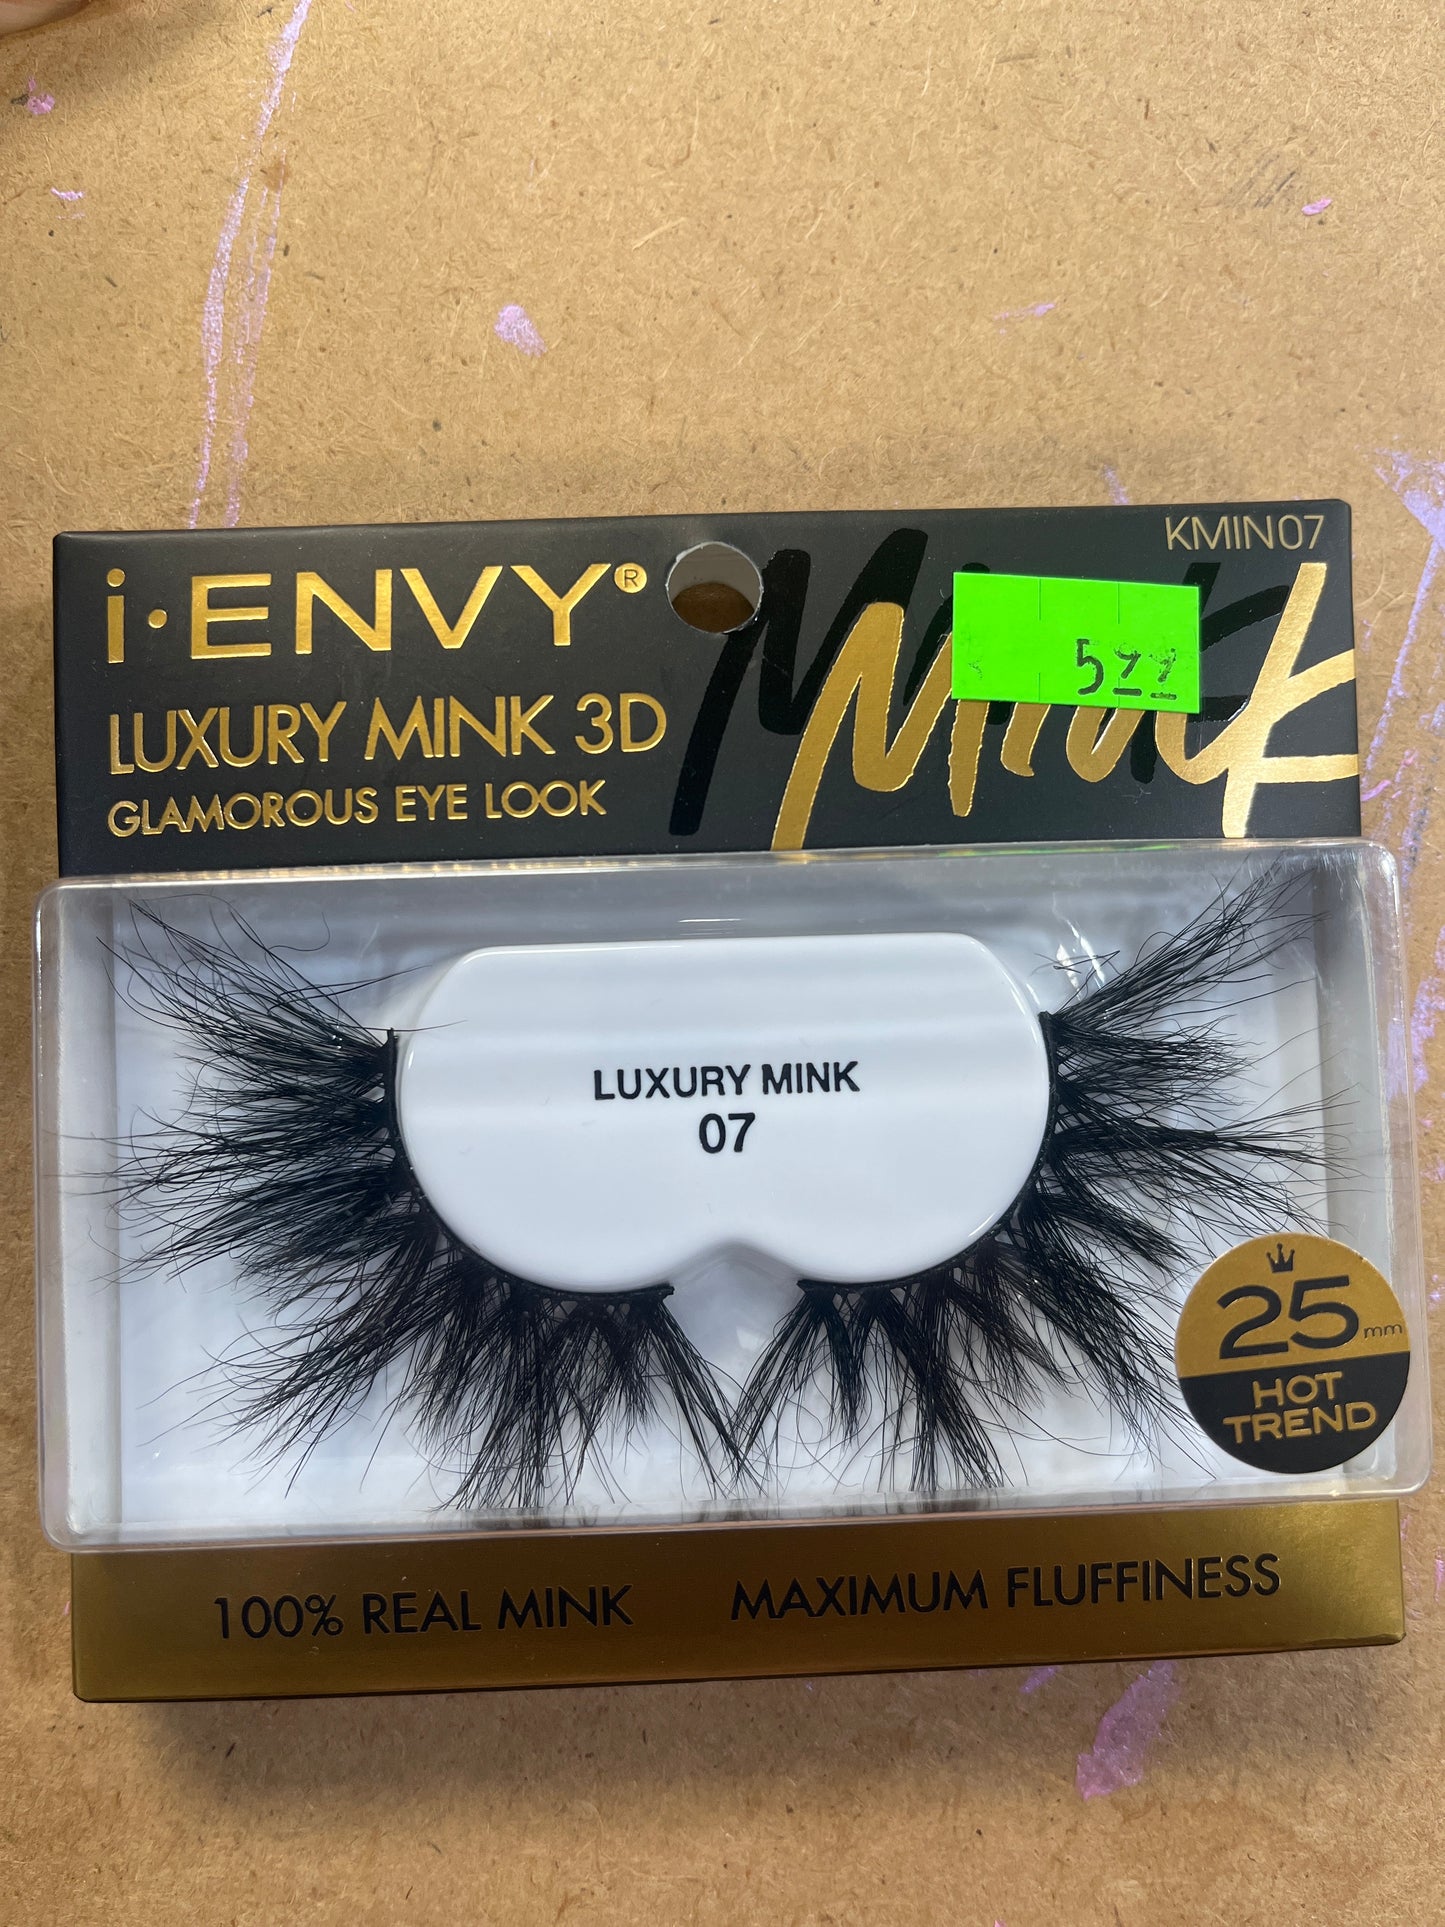 KMIN07
i·ENVY®
Mink
599
LUXURY MINK 3D
GLAMOROUS EYE LOOK
LUXURY MINK
07
25mm
HOT
TREND
100% REAL MINK MAXIMUM FLUFFINESS